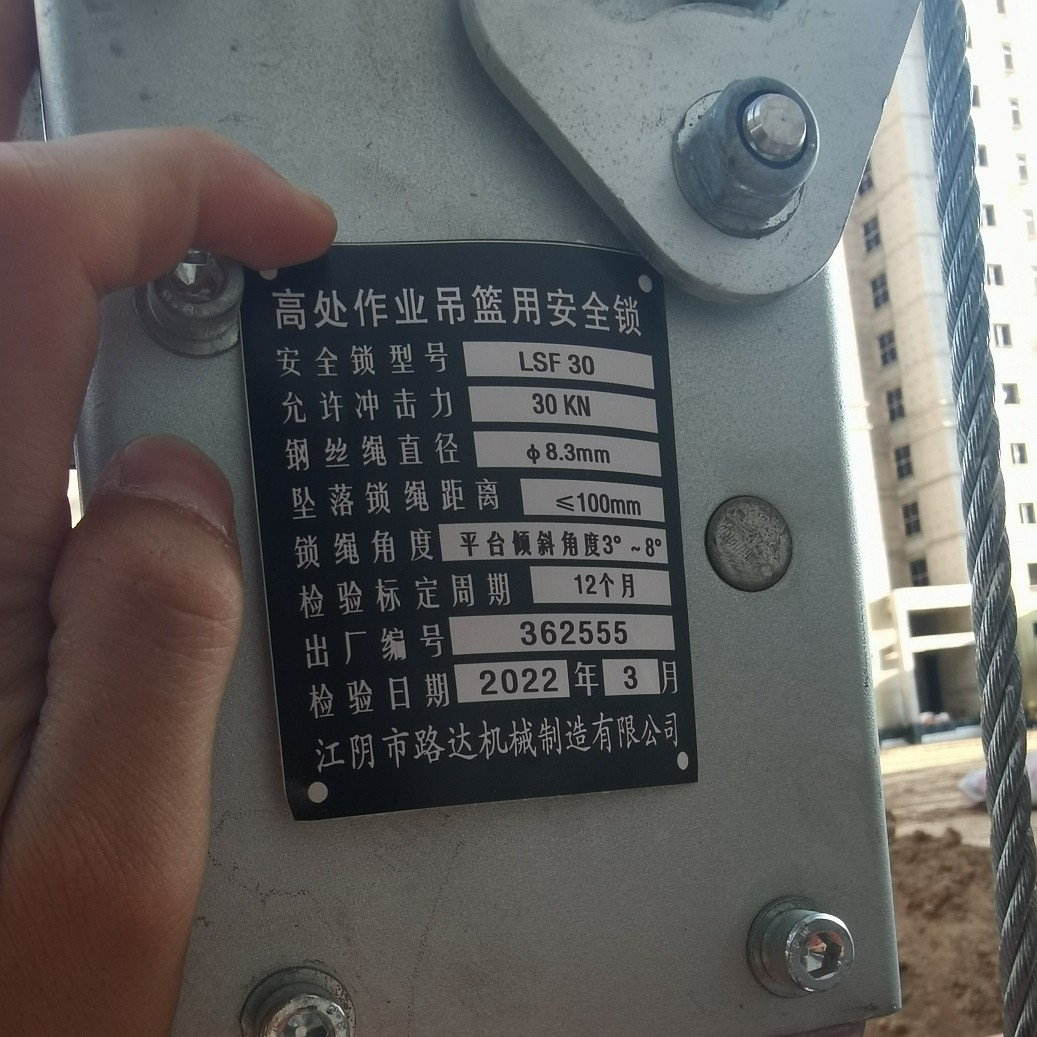 高处作业吊篮用安全锁
安全锁型号 LSF 30
允许冲击力 30 KN
钢丝绳直径 ϕ8.3mm
坠落锁绳距离 ≤100mm
锁绳角度 平台倾斜角度3°~8°
检验标定周期 12个月
出厂编号 362555
检验日期 2022 年 3 月
江阴市路达机械制造有限公司